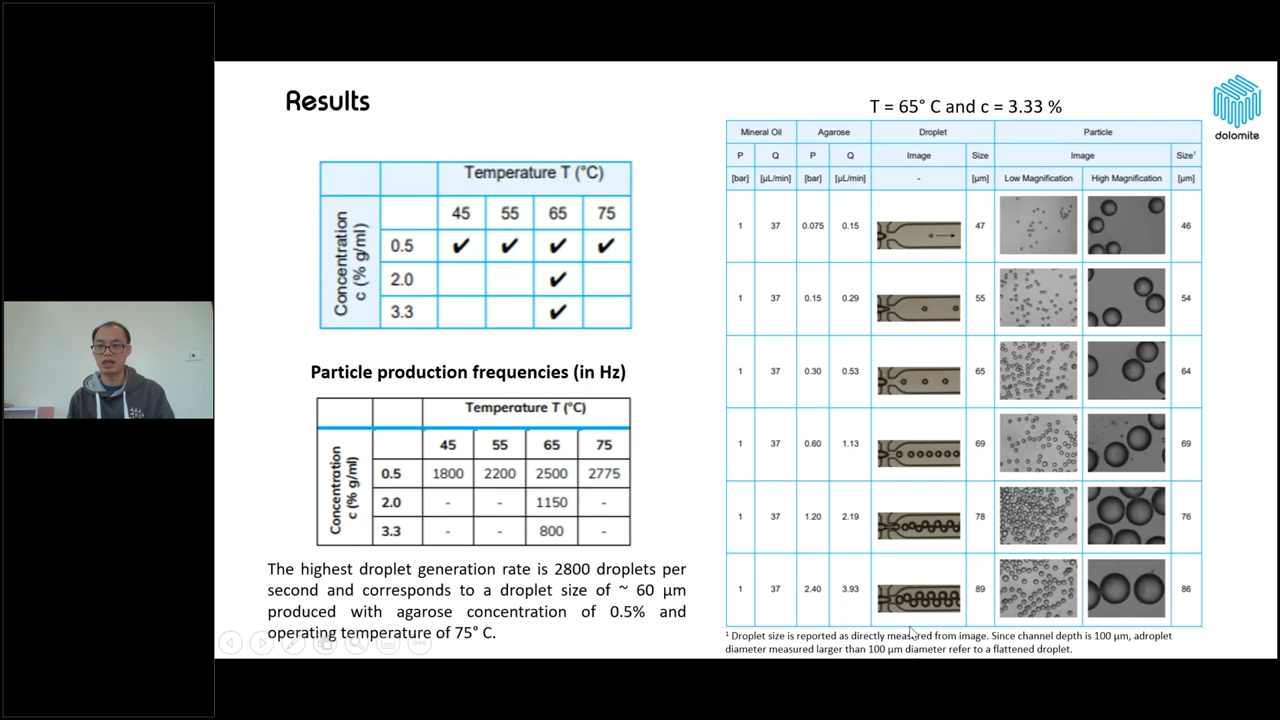 Results
Temperature T (°C)
45 55 65 75
Concentration
c (% g/ml)
0.5 ✔ ✔ ✔ ✔
2.0 ✔
3.3 ✔
Particle production frequencies (in Hz)
Temperature T (°C)
45 55 65 75
Concentration
c (% g/ml)
0.5 1800 2200 2500 2775
2.0 - - 1150 -
3.3 - - 800 -
The highest droplet generation rate is 2800 droplets per
second and corresponds to a droplet size of ~ 60 µm
produced with agarose concentration of 0.5% and
operating temperature of 75° C.
T = 65° C and c = 3.33 %
dolomite
Mineral Oil Agarose Droplet Particle
P Q P Q Image Size Image Size¹
[bar] [µL/min] [bar] [µL/min] - [µm] Low Magnification High Magnification [µm]
1 37 0.075 0.15 47 46
1 37 0.15 0.29 55 54
1 37 0.30 0.53 65 64
1 37 0.60 1.13 69 69
1 37 1.20 2.19 78 76
1 37 2.40 3.93 89 86
¹ Droplet size is reported as directly measured from image. Since channel depth is 100 µm, adroplet
diameter measured larger than 100 µm diameter refer to a flattened droplet.